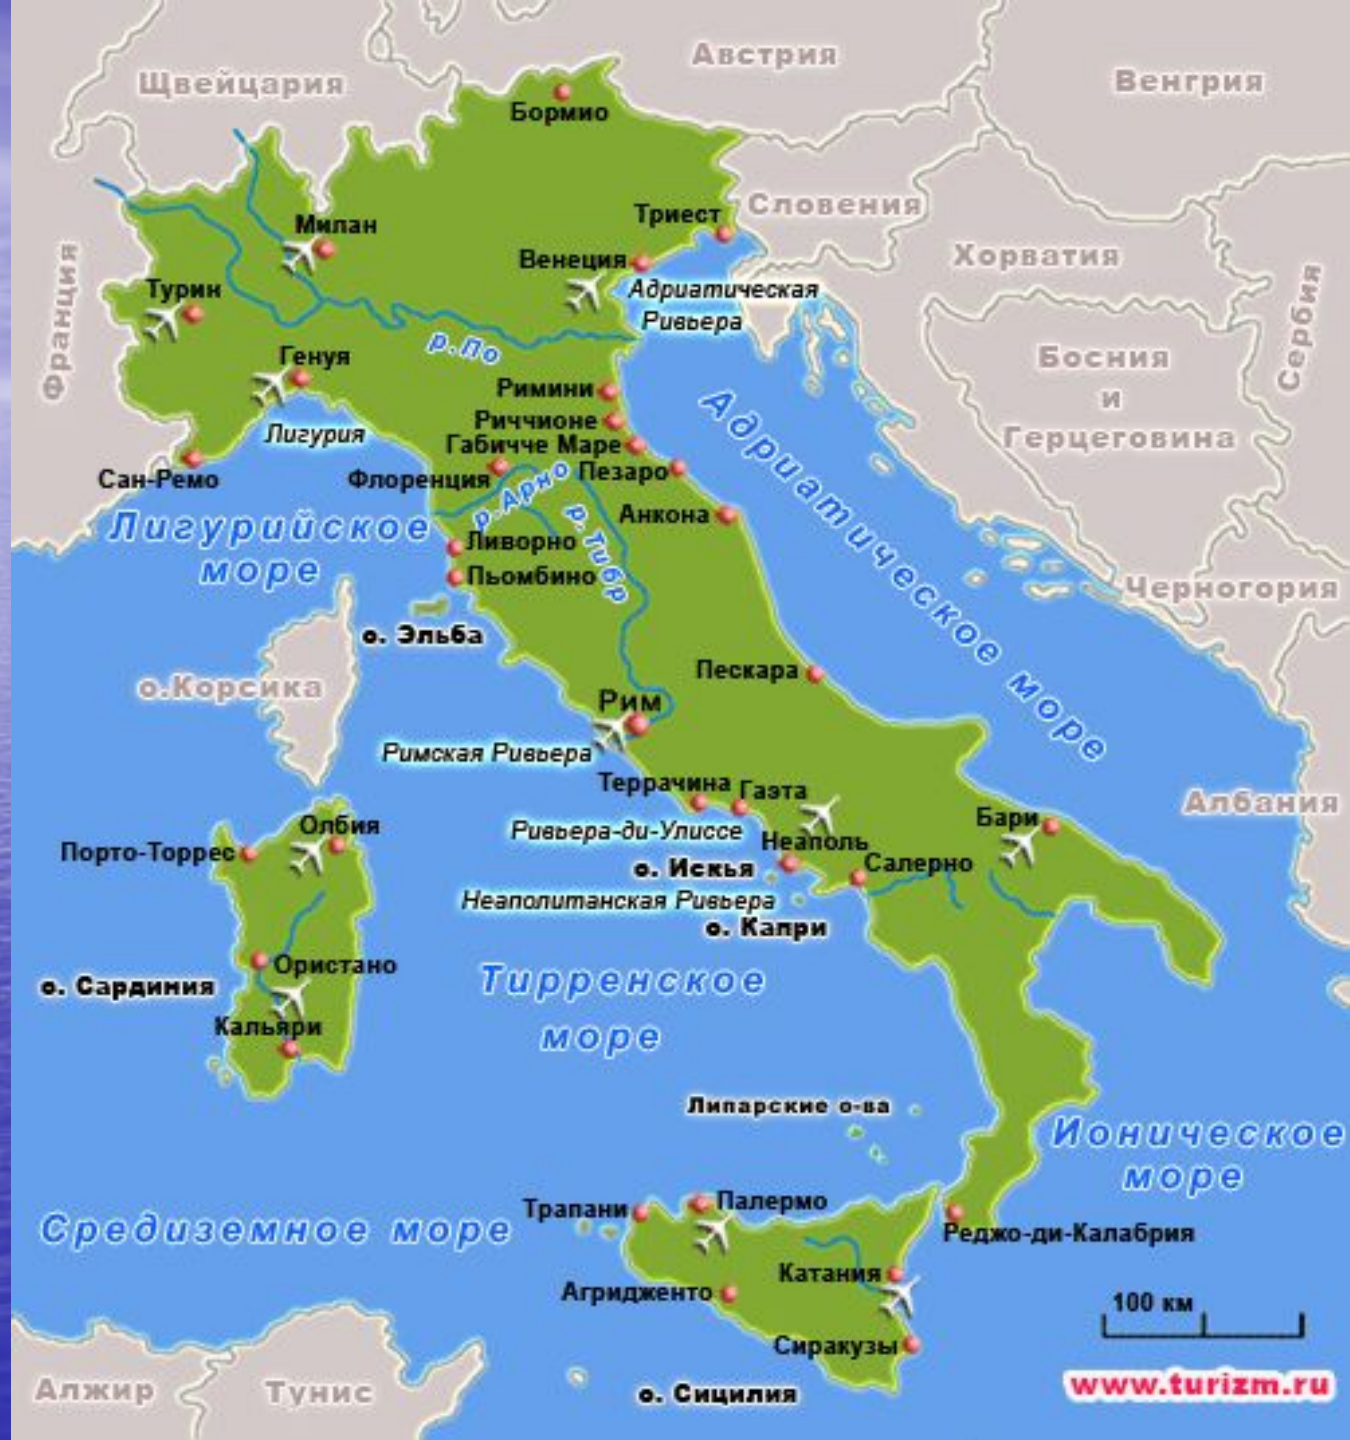 Австрия
Швейцария
Венгрия
Бормио
Словения
Триест
Милан
Хорватия
Венеция
Франция
Турин
Адриатическая
Ривьера
Сербия
р.По
Генуя
Босния
и
Герцеговина
Римини
Риччионе
Адриатическое море
Лигурия
Габичче Маре
Сан-Ремо
Флоренция
р.Арно
Пезаро
Лигурийское
море
р.Тибр
Анкона
Ливорно
Пьомбино
Черногория
о. Эльба
о.Корсика
Пескара
Рим
Римская Ривьера
Террачина
Гаэта
Албания
Олбия
Бари
Ривьера-ди-Улиссе
Неаполь
Порто-Торрес
о. Искья
Салерно
Неаполитанская Ривьера
о. Капри
Ористано
о. Сардиния
Тирренское
море
Кальяри
Липарские о-ва
Ионическое
море
Трапани
Палермо
Средиземное море
Реджо-ди-Калабрия
Катания
Агридженто
100 км
Сиракузы
Алжир
Тунис
о. Сицилия
www.turizm.ru